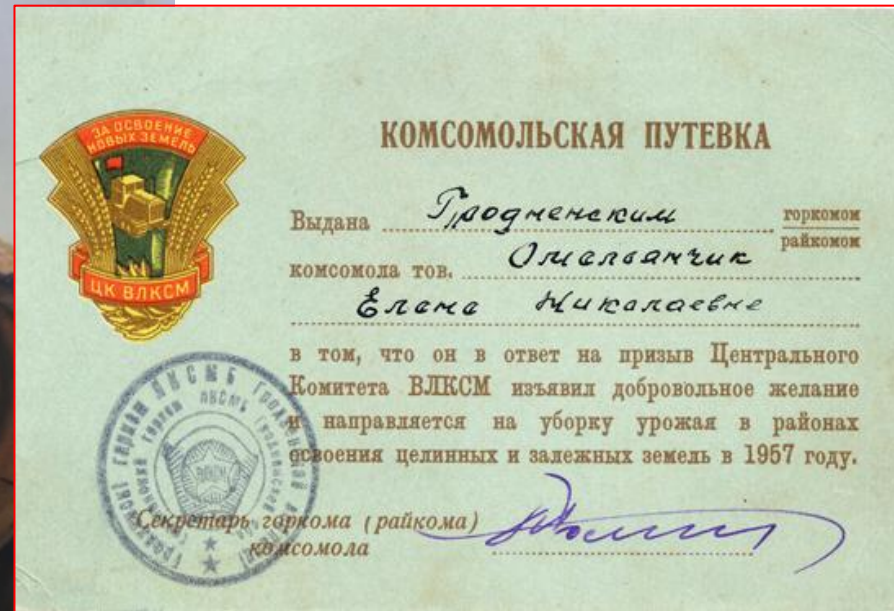 ЗА ОСВОЕНИЕ
НОВЫХ ЗЕМЕЛЬ
ЦК ВЛКСМ
КОМСОМОЛЬСКАЯ ПУТЕВКА
Выдана Гродненским горкомом
райкомом
комсомола тов. Омельянчик
Елене Николаевне
в том, что он в ответ на призыв Центрального
Комитета ВЛКСМ изъявил добровольное желание
и направляется на уборку урожая в районах
освоения целинных и залежных земель в 1957 году.
Секретарь горкома (райкома)
комсомола